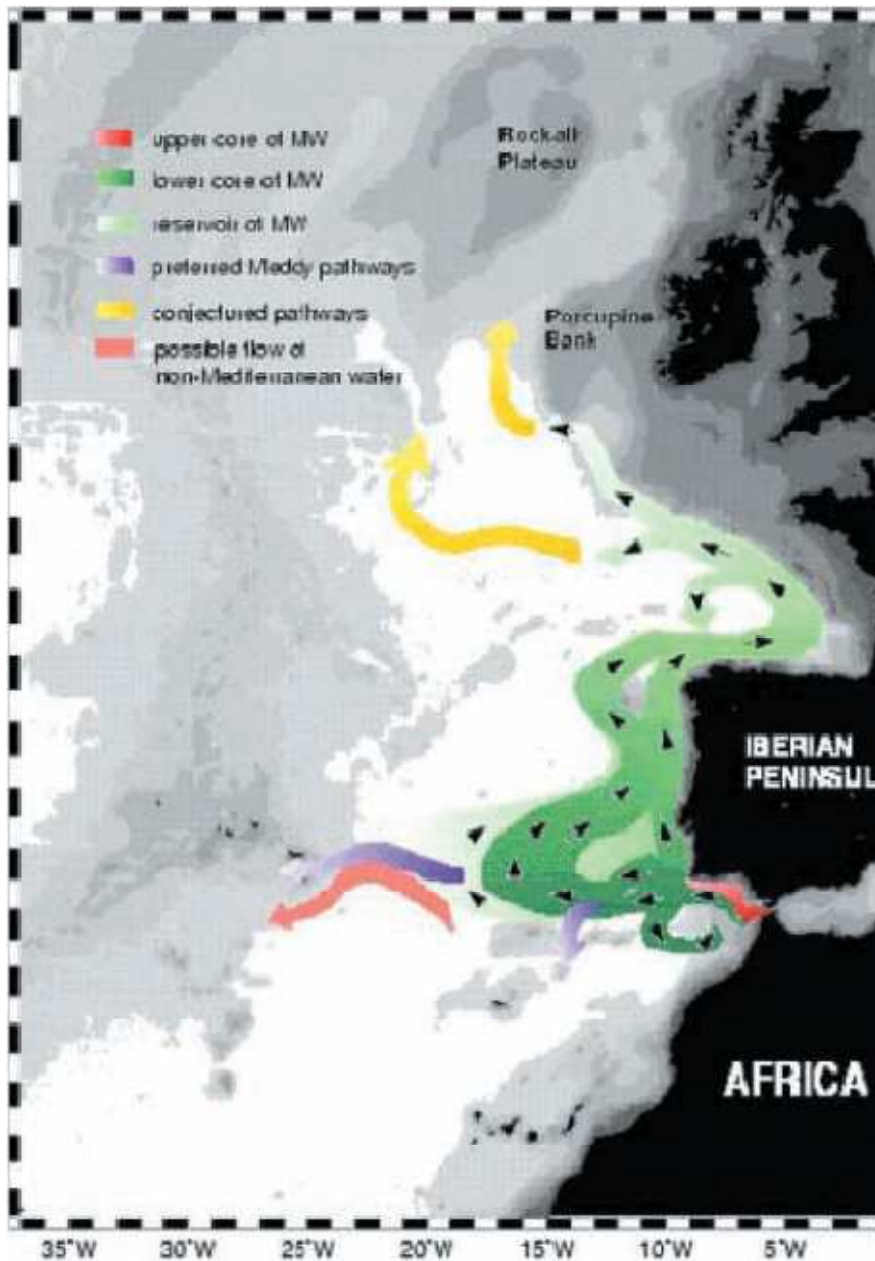 Rockall
Plateau
upper core of MW
lower core of MW
reservoir of MW
preferred Meddy pathways
conjectured pathways
possible flow of
non-Mediterranean water
Porcupine
Bank
IBERIAN
PENINSUL
AFRICA
35°W 30°W 25°W 20°W 15°W 10°W 5°W